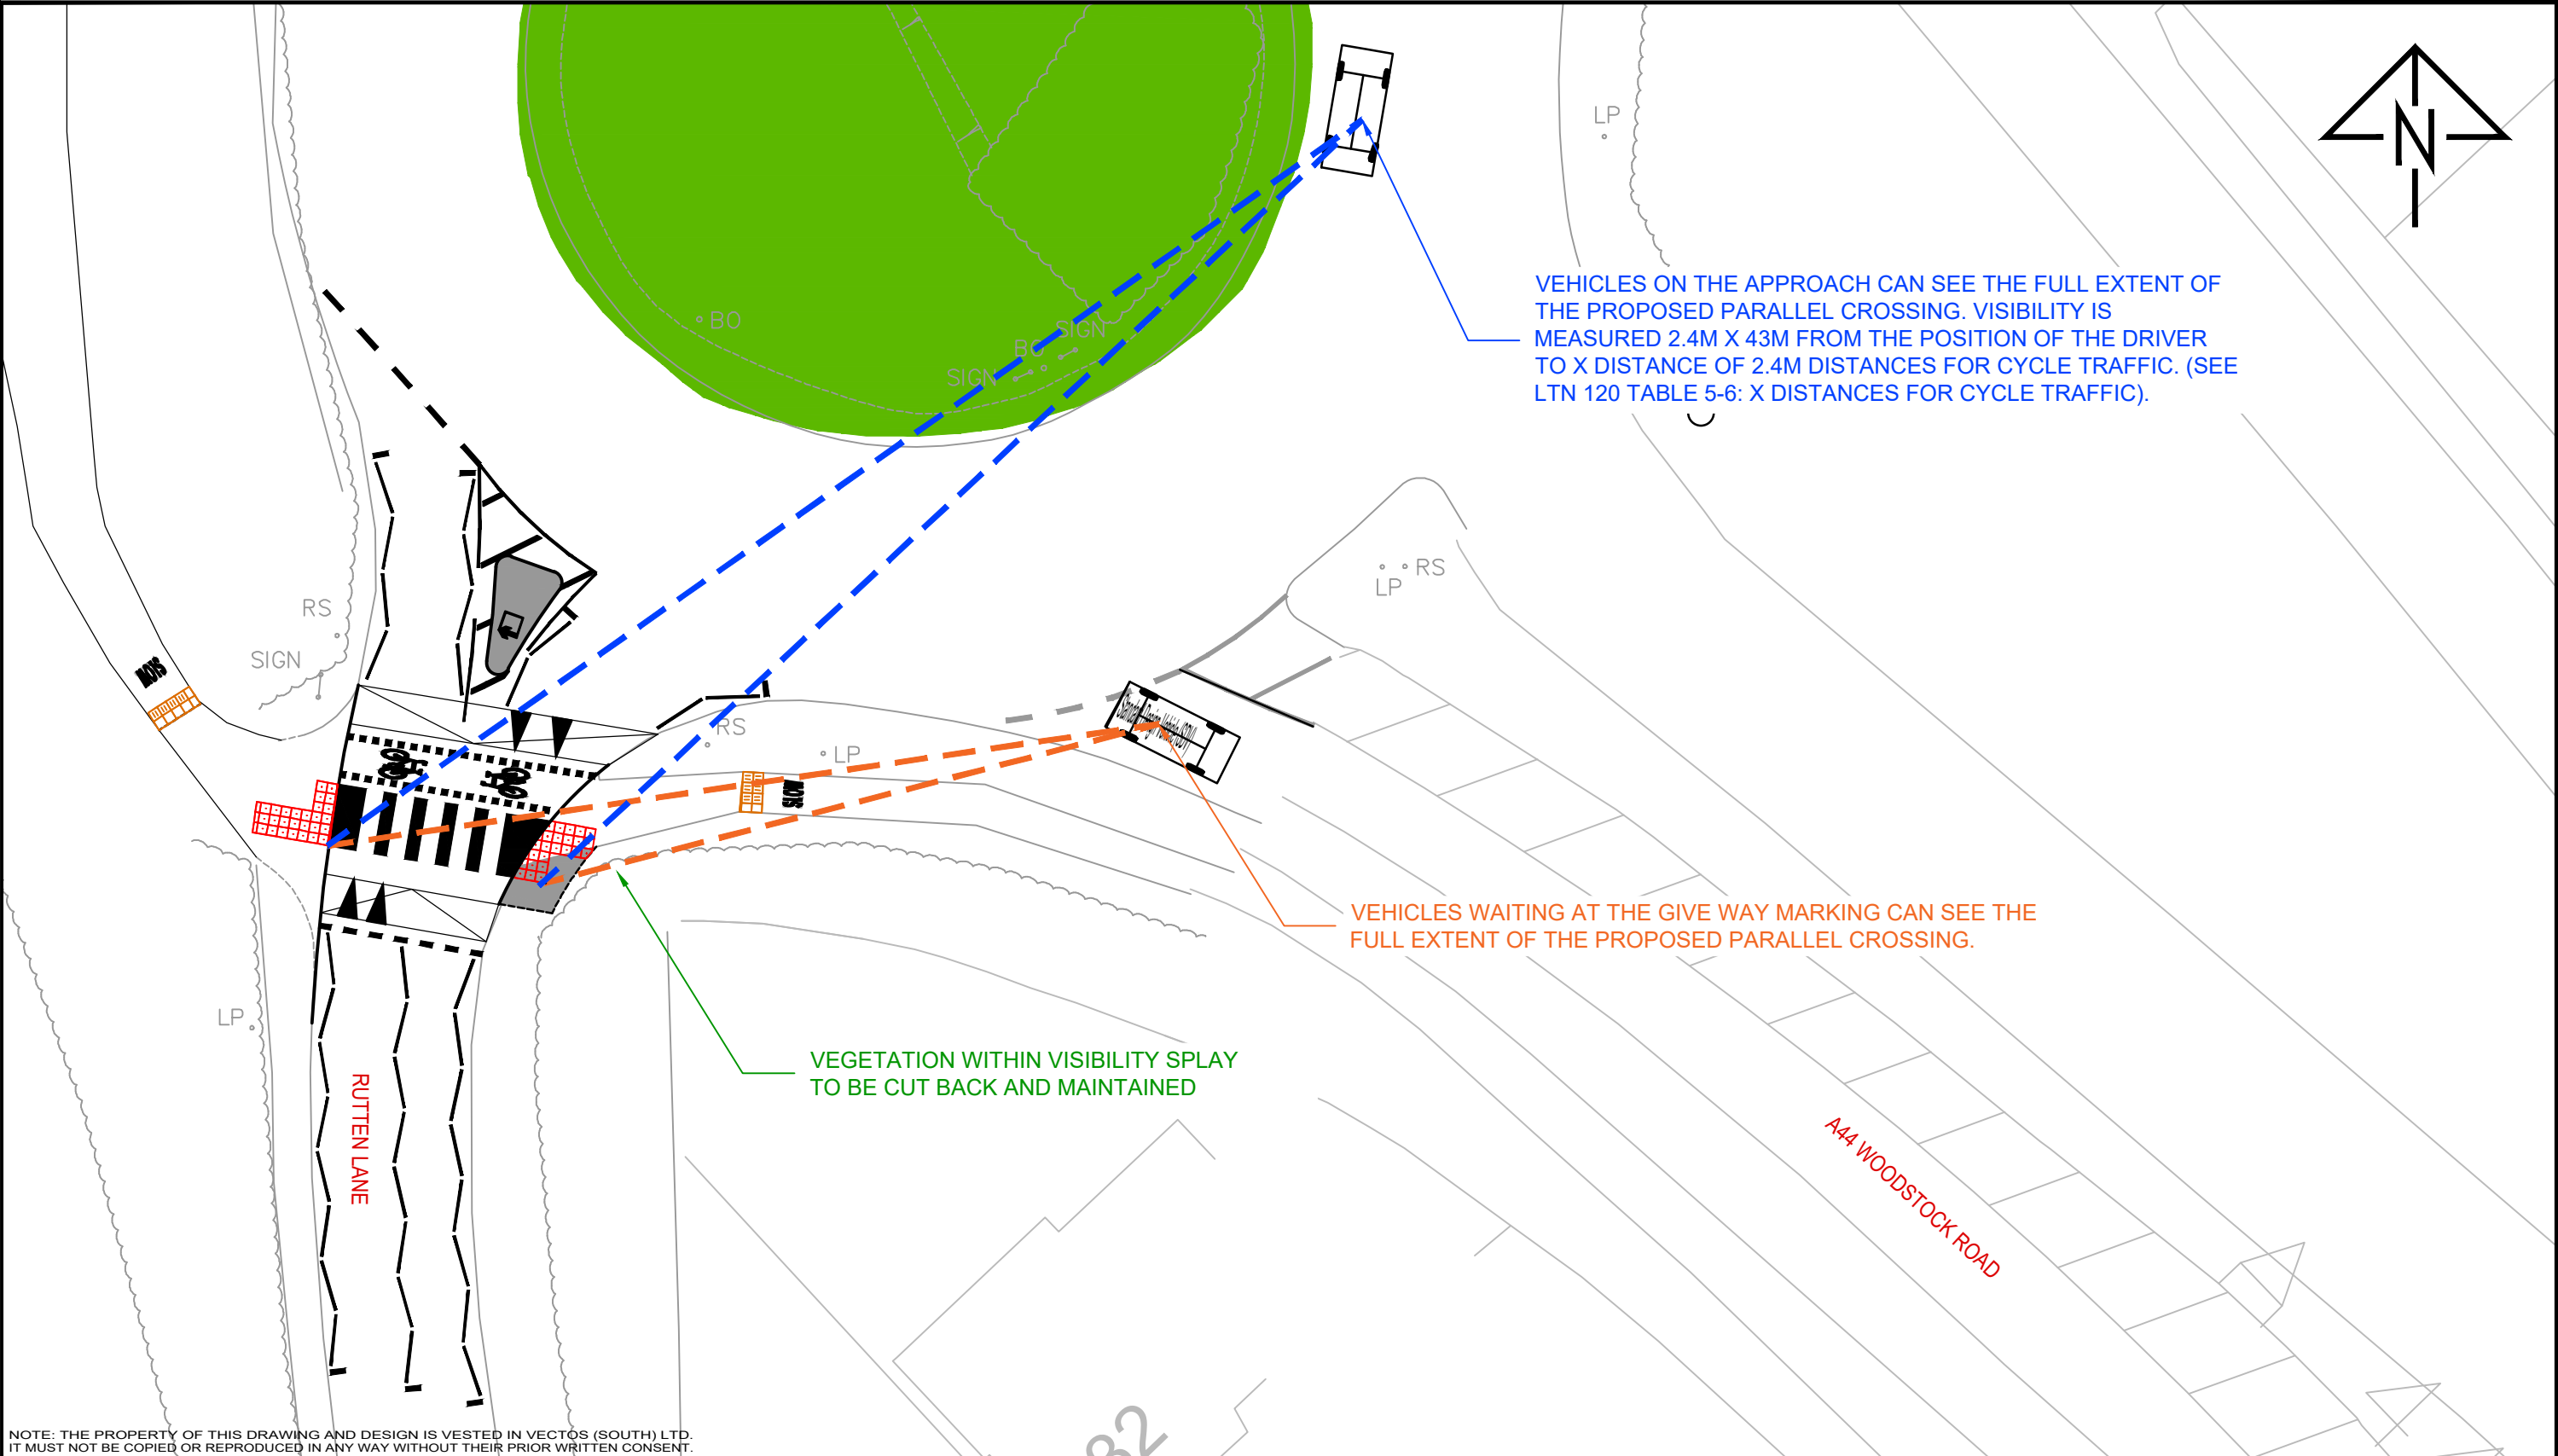 N
LP
VEHICLES ON THE APPROACH CAN SEE THE FULL EXTENT OF
THE PROPOSED PARALLEL CROSSING. VISIBILITY IS
MEASURED 2.4M X 43M FROM THE POSITION OF THE DRIVER
TO X DISTANCE OF 2.4M DISTANCES FOR CYCLE TRAFFIC. (SEE
LTN 120 TABLE 5-6: X DISTANCES FOR CYCLE TRAFFIC).
BO
SIGN
BO
SIGN
RS
LP
RS
SIGN
SLOW
RS
LP
SLOW
VEHICLES WAITING AT THE GIVE WAY MARKING CAN SEE THE
FULL EXTENT OF THE PROPOSED PARALLEL CROSSING.
LP
VEGETATION WITHIN VISIBILITY SPLAY
TO BE CUT BACK AND MAINTAINED
RUTTEN LANE
A44 WOODSTOCK ROAD
82
NOTE: THE PROPERTY OF THIS DRAWING AND DESIGN IS VESTED IN VECTOS (SOUTH) LTD.
IT MUST NOT BE COPIED OR REPRODUCED IN ANY WAY WITHOUT THEIR PRIOR WRITTEN CONSENT.